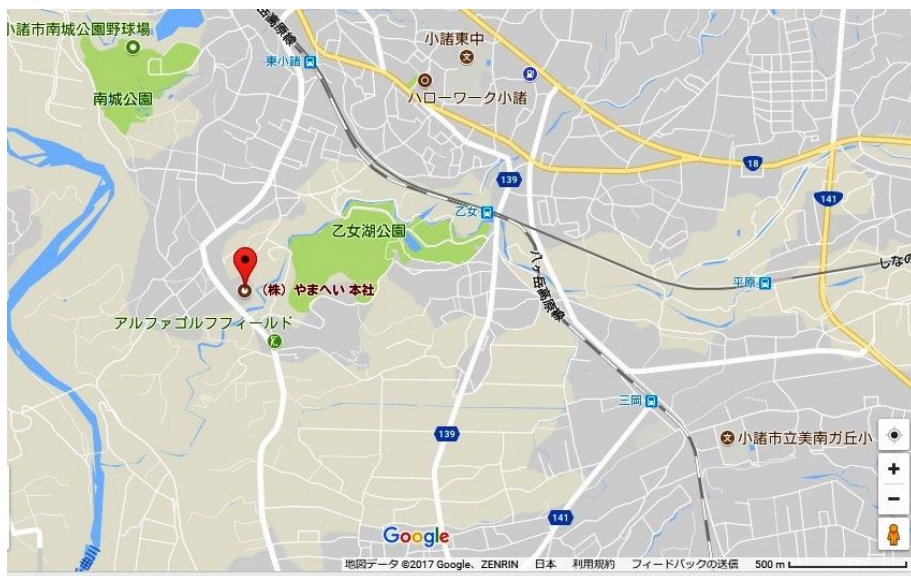 小諸市南城公園野球場
南城公園
東小諸
小諸東中
ハローワーク小諸
18
139
141
乙女
乙女湖公園
八ヶ岳高原線
しなの
平原
(株) やまへい 本社
アルファゴルフフィールド
三岡
139
小諸市立美南ガ丘小
141
Google
地図データ ©2017 Google、ZENRIN 日本 利用規約 フィードバックの送信 500 m